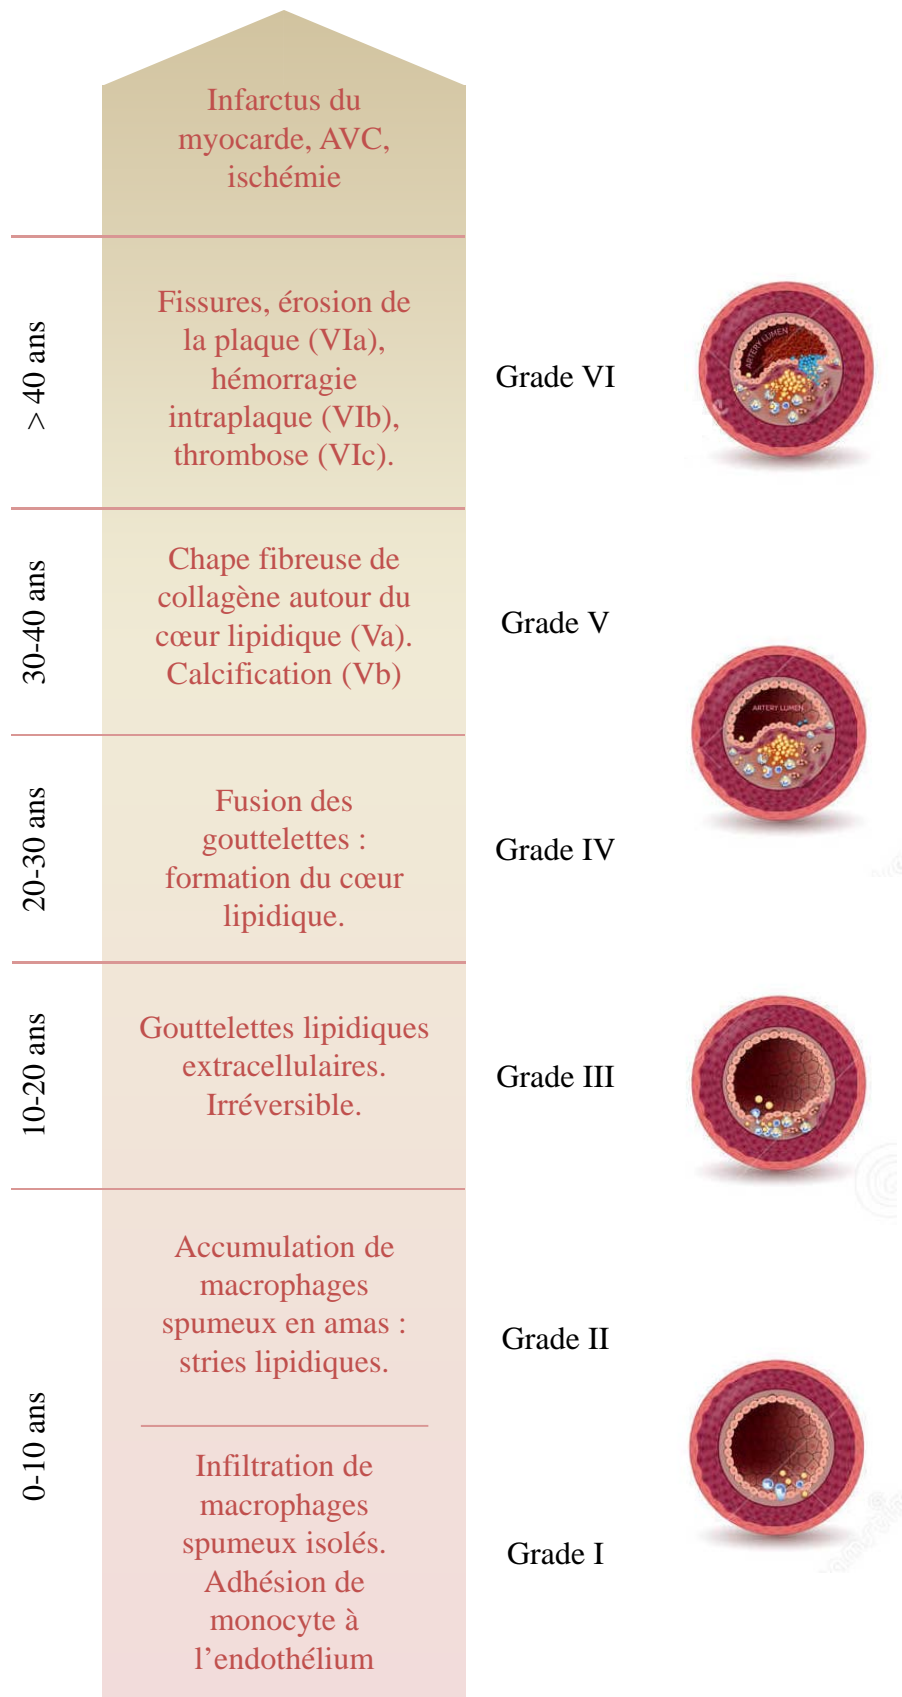 Infarctus du
myocarde, AVC,
ischémie
> 40 ans
Fissures, érosion de
la plaque (VIa),
hémorragie
intraplaque (VIb),
thrombose (VIc).
Grade VI
ARTERY LUMEN
30-40 ans
Chape fibreuse de
collagène autour du
cœur lipidique (Va).
Calcification (Vb)
Grade V
ARTERY LUMEN
20-30 ans
Fusion des
gouttelettes :
formation du cœur
lipidique.
Grade IV
10-20 ans
Gouttelettes lipidiques
extracellulaires.
Irréversible.
Grade III
0-10 ans
Accumulation de
macrophages
spumeux en amas :
stries lipidiques.
Grade II
Infiltration de
macrophages
spumeux isolés.
Adhésion de
monocyte à
l’endothélium
Grade I